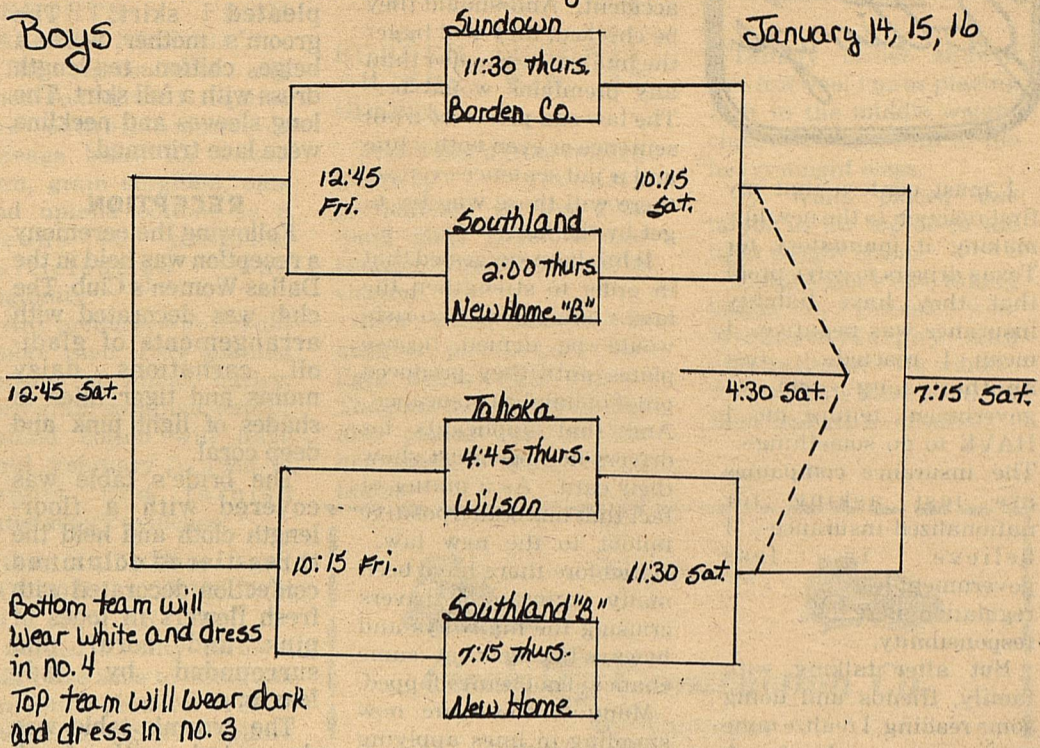 Boys
January 14, 15, 16
Sundown
11:30 Thurs.
Borden Co.
12:45
Fri.
10:15
Sat.
Southland
2:00 Thurs.
New Home "B"
12:45 Sat.
4:30 Sat.
7:15 Sat.
Tahoka
4:45 Thurs.
Wilson
10:15 Fri.
11:30 Sat.
Southland "B"
7:15 Thurs.
New Home
Bottom team will
wear white and dress
in no. 4
Top team will wear dark
and dress in no. 3